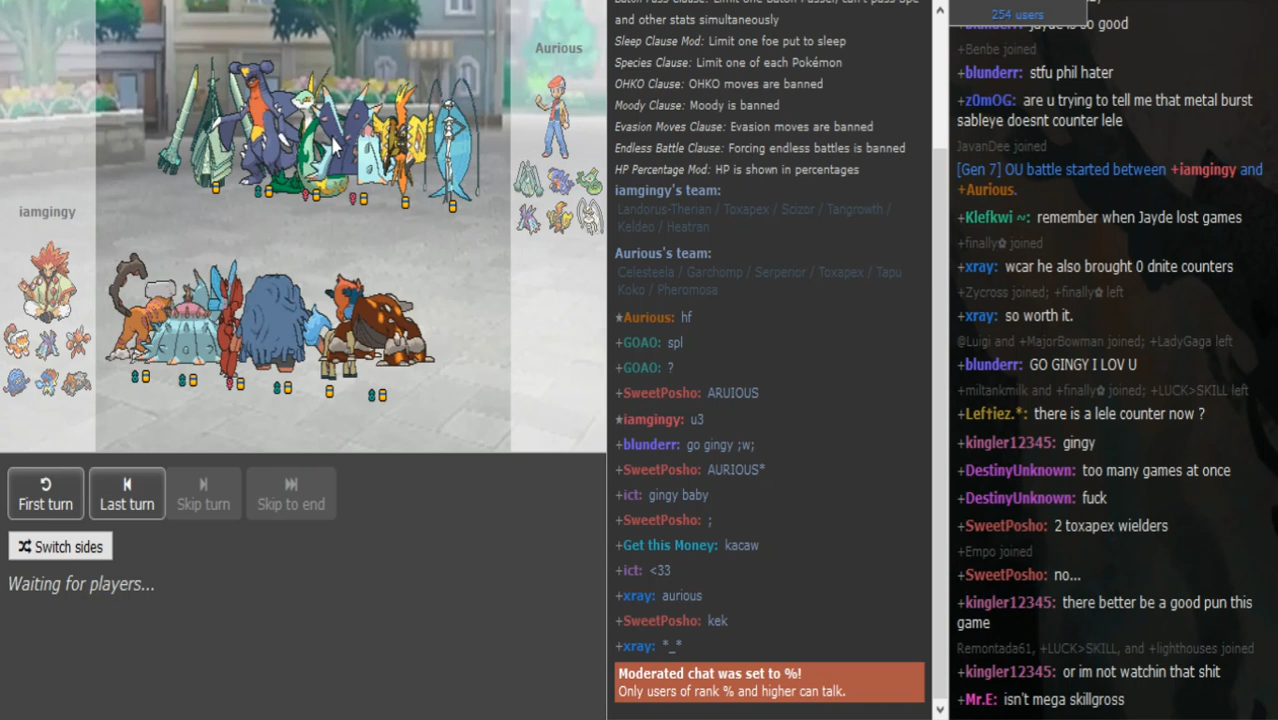 Aurious
iamgingy
First turn
Last turn
Skip turn
Skip to end
Switch sides
Waiting for players...
and other stats simultaneously
Sleep Clause Mod: Limit one foe put to sleep
Species Clause: Limit one of each Pokémon
OHKO Clause: OHKO moves are banned
Moody Clause: Moody is banned
Evasion Moves Clause: Evasion moves are banned
Endless Battle Clause: Forcing endless battles is banned
HP Percentage Mod: HP is shown in percentages
iamgingy's team:
Landorus-Therian / Toxapex / Scizor / Tangrowth /
Keldeo / Heatran
Aurious's team:
Celesteela / Garchomp / Serperior / Toxapex / Tapu
Koko / Pheromosa
★Aurious: hf
+GOAO: spl
+GOAO: ?
+SweetPosho: ARUIOUS
★iamgingy: u3
+blunderr: go gingy ;w;
+SweetPosho: AURIOUS*
+ict: gingy baby
+SweetPosho: ;
+Get this Money: kacaw
+ict: <33
+xray: aurious
+SweetPosho: kek
+xray: *_*
Moderated chat was set to %!
Only users of rank % and higher can talk.
254 users
+blunderr: jayde is so good
+Benbe joined
+blunderr: stfu phil hater
+z0mOG: are u trying to tell me that metal burst
sableye doesnt counter lele
JavanDee joined
[Gen 7] OU battle started between +iamgingy and
+Aurious.
+Klefkwi ~: remember when Jayde lost games
+finally✿ joined
+xray: wcar he also brought 0 dnite counters
+Zycross joined; +finally✿ left
+xray: so worth it.
@Luigi and +MajorBowman joined; +LadyGaga left
+blunderr: GO GINGY I LOV U
+miltankmilk and +finally✿ joined; +LUCK>SKILL left
+Leftiez.*: there is a lele counter now ?
+kingler12345: gingy
+DestinyUnknown: too many games at once
+DestinyUnknown: fuck
+SweetPosho: 2 toxapex wielders
+Empo joined
+SweetPosho: no...
+kingler12345: there better be a good pun this
game
Remontada61, +LUCK>SKILL, and +lighthouses joined
+kingler12345: or im not watchin that shit
+Mr.E: isn't mega skillgross